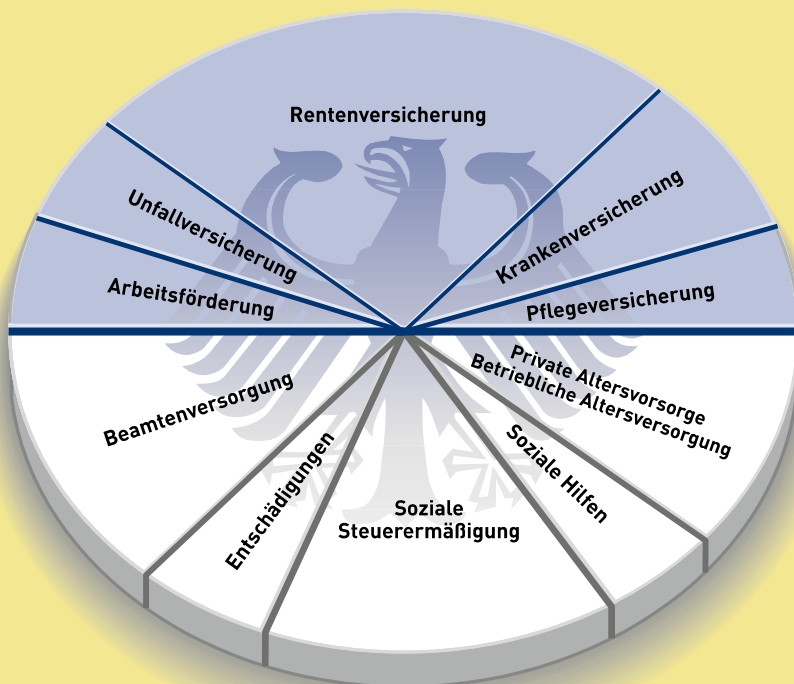 Rentenversicherung
Unfallversicherung
Krankenversicherung
Arbeitsförderung
Pflegeversicherung
Beamtenversorgung
Private Altersvorsorge
Betriebliche Altersversorgung
Entschädigungen
Soziale Hilfen
Soziale
Steuerermäßigung